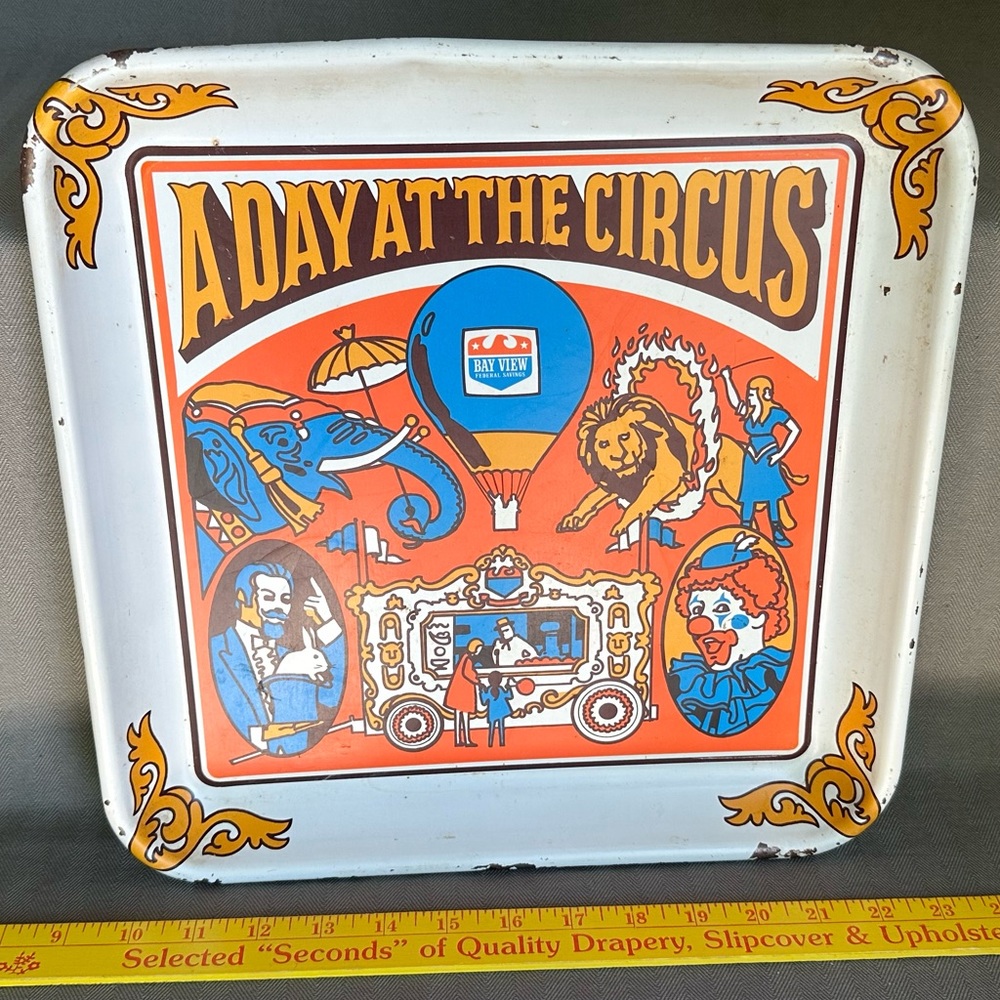 A DAY AT THE CIRCUS
BAY VIEW
FEDERAL SAVINGS
9 10 11 12 13 14 15 16 17 18 19 20 21 22 23
Selected "Seconds" of Quality Drapery, Slipcover & Upholste